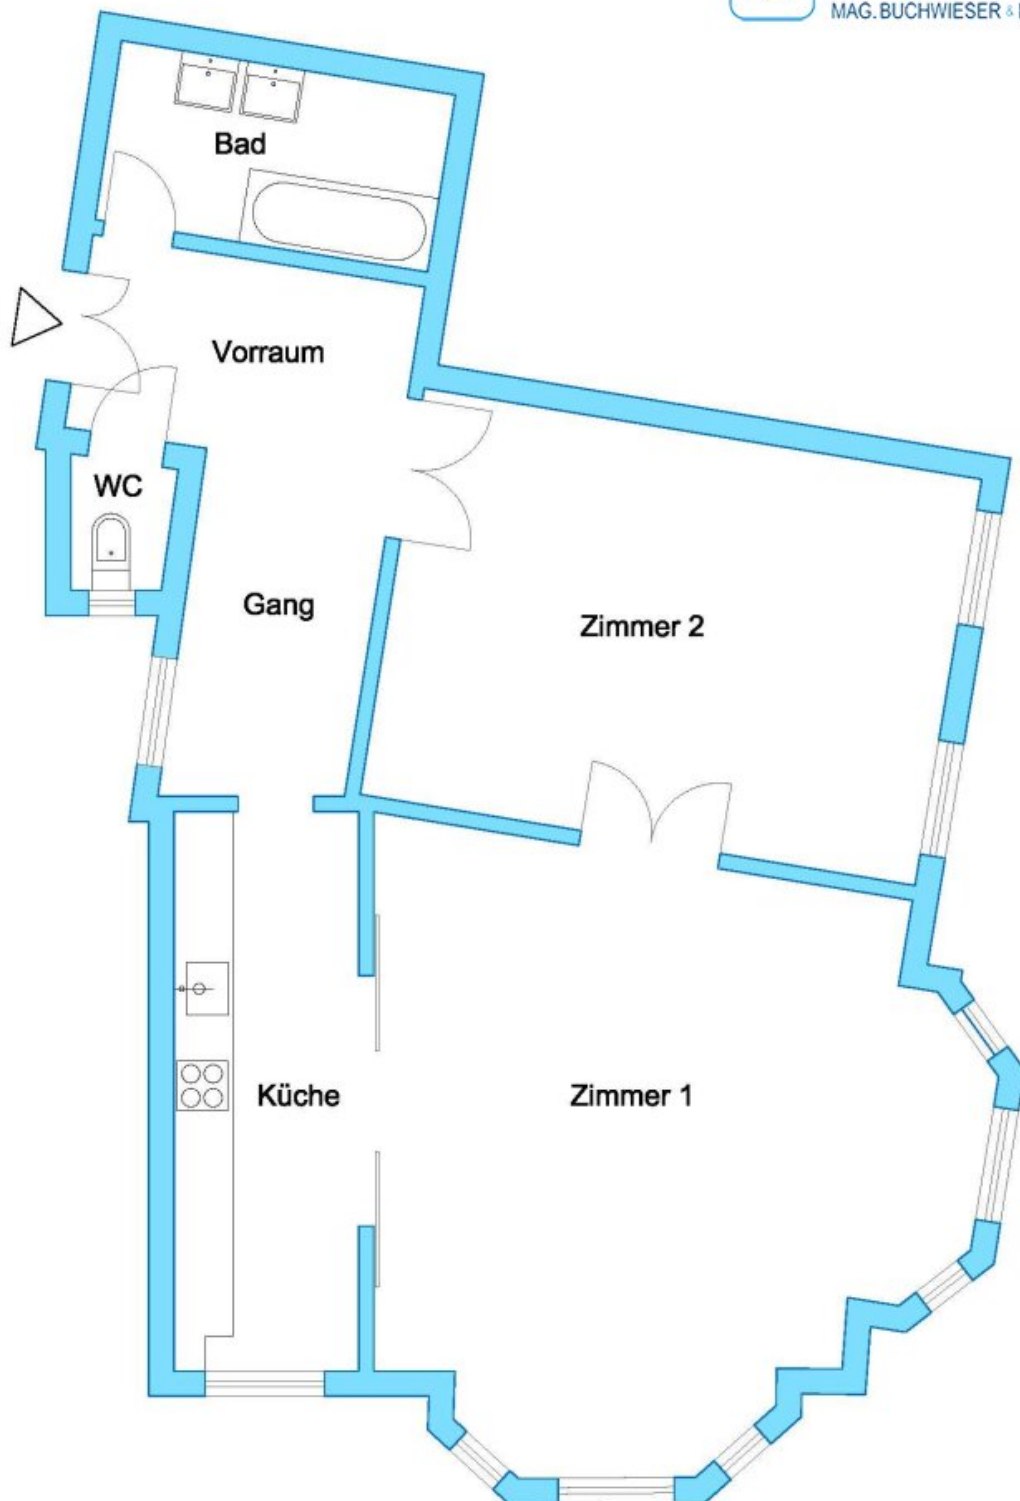 MAG.BUCHWIESER &
Bad
Vorraum
WC
Gang
Zimmer 2
Küche
Zimmer 1